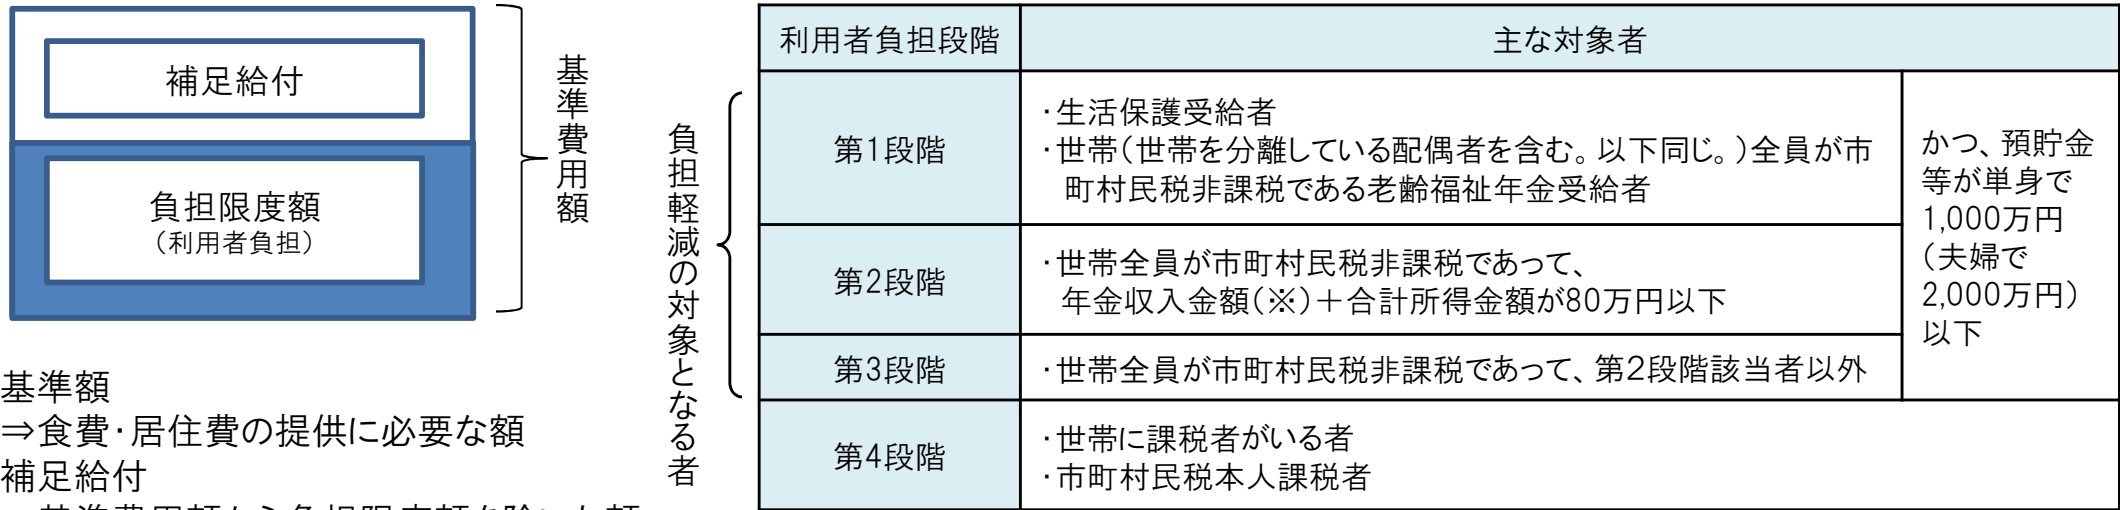 補足給付
負担限度額
（利用者負担）
基準費用額
基準額
⇒食費・居住費の提供に必要な額
補足給付
負担軽減の対象となる者
利用者負担段階
主な対象者
第1段階
・生活保護受給者
・世帯（世帯を分離している配偶者を含む。以下同じ。）全員が市
町村民税非課税である老齢福祉年金受給者
かつ、預貯金
等が単身で
1,000万円
（夫婦で
2,000万円）
以下
第2段階
・世帯全員が市町村民税非課税であって、
年金収入金額（※）＋合計所得金額が80万円以下
第3段階
・世帯全員が市町村民税非課税であって、第2段階該当者以外
第4段階
・世帯に課税者がいる者
・市町村民税本人課税者